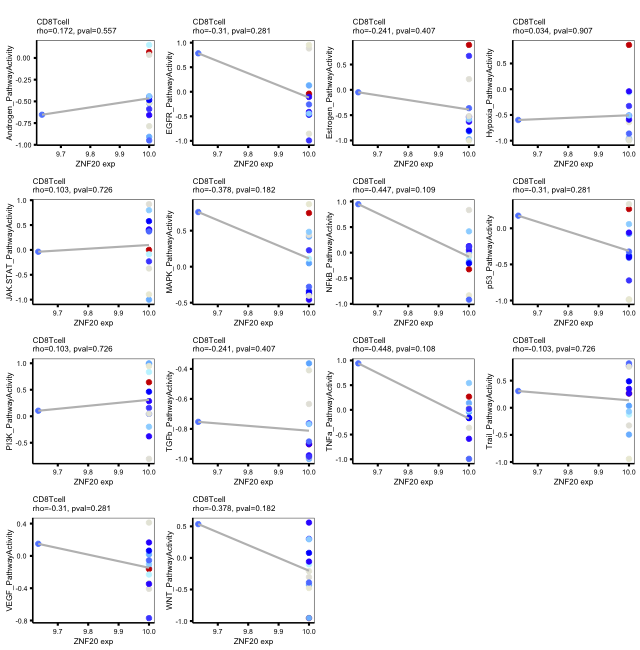 CD8Tcell
rho=0.172, pval=0.557
Androgen_PathwayActivity
0.00
-0.25
-0.50
-0.75
-1.00
9.7 9.8 9.9 10.0
ZNF20 exp
CD8Tcell
rho=-0.31, pval=0.281
EGFR_PathwayActivity
1.0
0.5
0.0
-0.5
-1.0
9.7 9.8 9.9 10.0
ZNF20 exp
CD8Tcell
rho=-0.241, pval=0.407
Estrogen_PathwayActivity
1.0
0.5
0.0
-0.5
-1.0
9.7 9.8 9.9 10.0
ZNF20 exp
CD8Tcell
rho=0.034, pval=0.907
Hypoxia_PathwayActivity
0.5
0.0
-0.5
-1.0
9.7 9.8 9.9 10.0
ZNF20 exp
CD8Tcell
rho=0.103, pval=0.726
JAK.STAT_PathwayActivity
1.0
0.5
0.0
-0.5
-1.0
9.7 9.8 9.9 10.0
ZNF20 exp
CD8Tcell
rho=-0.378, pval=0.182
MAPK_PathwayActivity
0.5
0.0
-0.5
9.7 9.8 9.9 10.0
ZNF20 exp
CD8Tcell
rho=-0.447, pval=0.109
NFkB_PathwayActivity
1.0
0.5
0.0
-0.5
-1.0
9.7 9.8 9.9 10.0
ZNF20 exp
CD8Tcell
rho=-0.31, pval=0.281
p53_PathwayActivity
0.0
-0.5
-1.0
9.7 9.8 9.9 10.0
ZNF20 exp
CD8Tcell
rho=0.103, pval=0.726
PI3K_PathwayActivity
1.0
0.5
0.0
-0.5
9.7 9.8 9.9 10.0
ZNF20 exp
CD8Tcell
rho=-0.241, pval=0.407
TGFb_PathwayActivity
-0.4
-0.6
-0.8
-1.0
9.7 9.8 9.9 10.0
ZNF20 exp
CD8Tcell
rho=-0.448, pval=0.108
TNFa_PathwayActivity
1.0
0.5
0.0
-0.5
-1.0
9.7 9.8 9.9 10.0
ZNF20 exp
CD8Tcell
rho=-0.103, pval=0.726
Trail_PathwayActivity
0.5
0.0
-0.5
-1.0
9.7 9.8 9.9 10.0
ZNF20 exp
CD8Tcell
rho=-0.31, pval=0.281
VEGF_PathwayActivity
0.4
0.0
-0.4
-0.8
9.7 9.8 9.9 10.0
ZNF20 exp
CD8Tcell
rho=-0.378, pval=0.182
WNT_PathwayActivity
0.5
0.0
-0.5
-1.0
9.7 9.8 9.9 10.0
ZNF20 exp